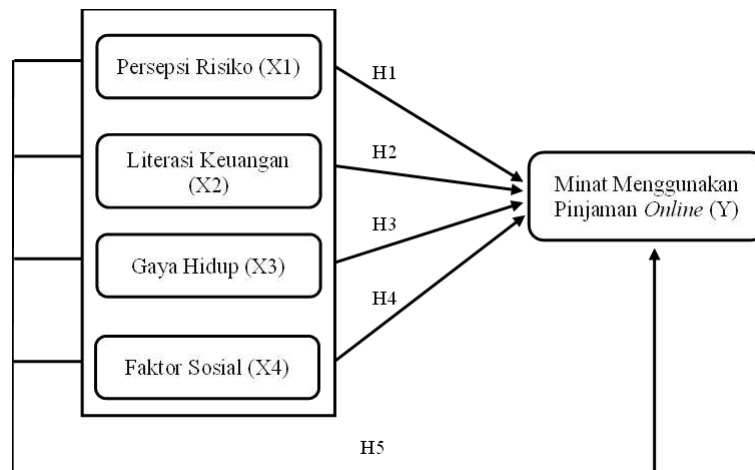 Persepsi Risiko (X1)
H1
Literasi Keuangan
(X2)
H2
Gaya Hidup (X3)
H3
Faktor Sosial (X4)
H4
Minat Menggunakan
Pinjaman Online (Y)
H5